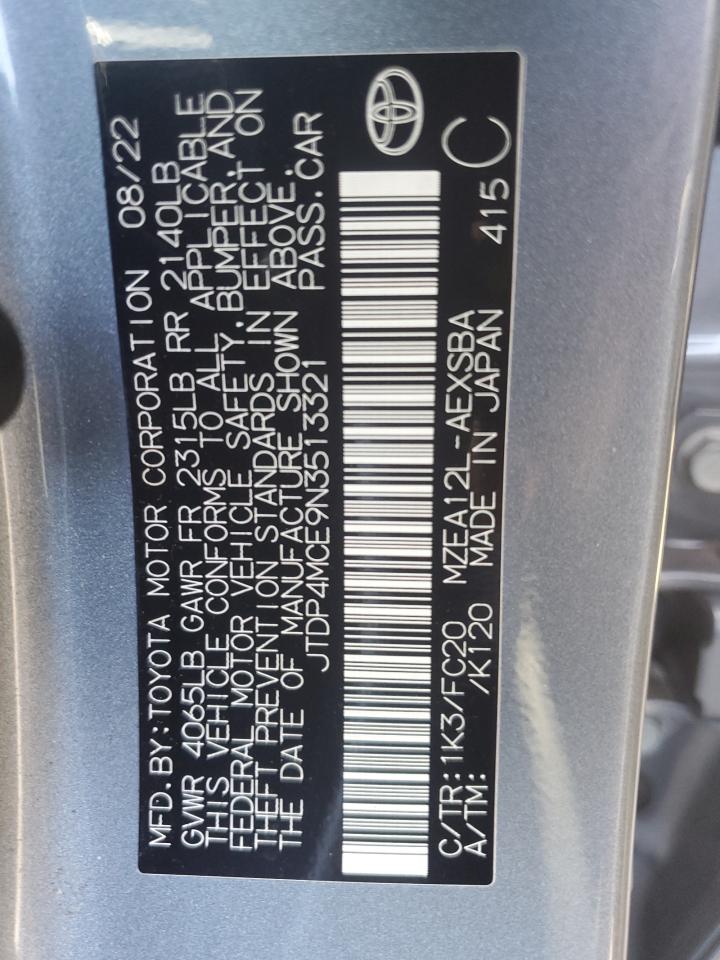 MFD. BY: TOYOTA MOTOR CORPORATION 08/22
GVWR 4065LB GAWR FR 2315LB RR 2140LB
THIS VEHICLE CONFORMS TO ALL APPLICABLE
FEDERAL MOTOR VEHICLE SAFETY, BUMPER, AND
THEFT PREVENTION STANDARDS IN EFFECT ON
THE DATE OF MANUFACTURE SHOWN ABOVE.
JTDP4MCE9N3513321 PASS. CAR
C/TR: 1K3/FC20 MZEA12L-AEXSBA 415 C
A/TM: /K120 MADE IN JAPAN